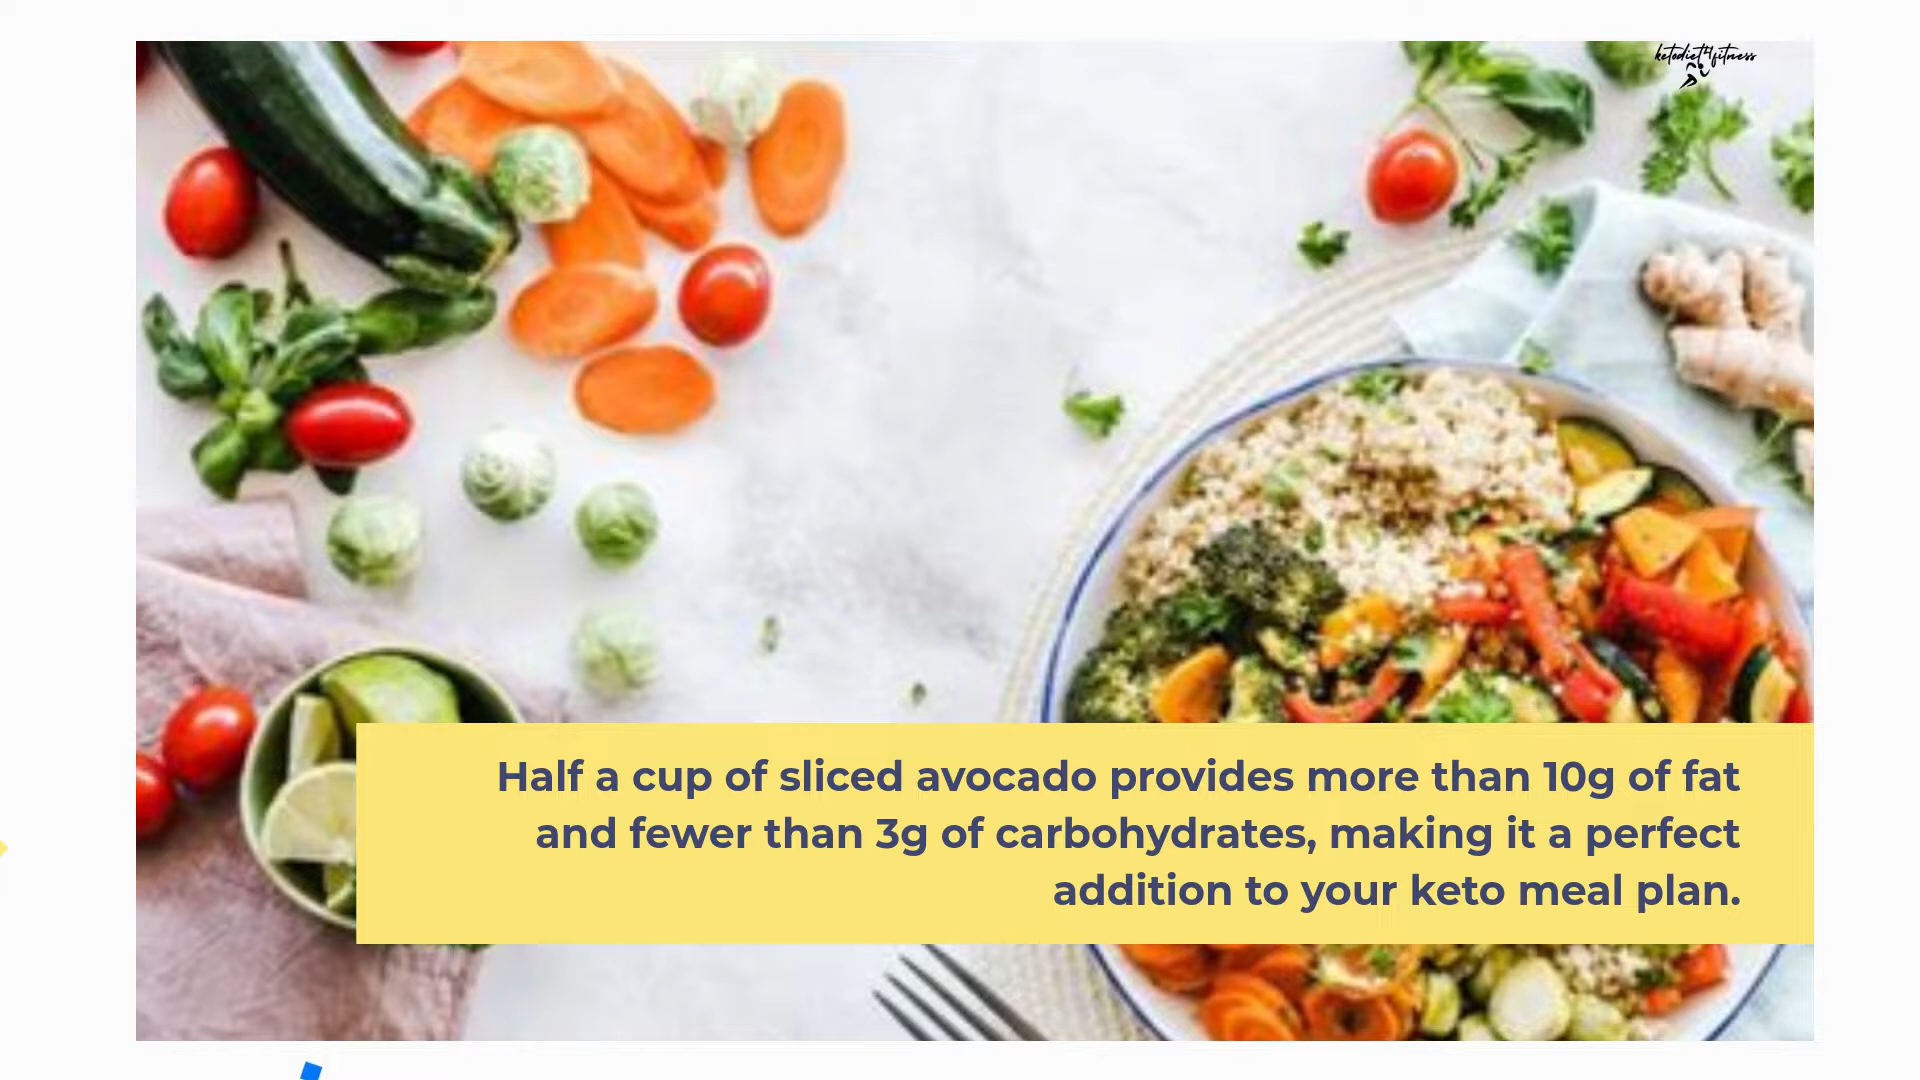 ketodiet4fitness
Half a cup of sliced avocado provides more than 10g of fat
and fewer than 3g of carbohydrates, making it a perfect
addition to your keto meal plan.